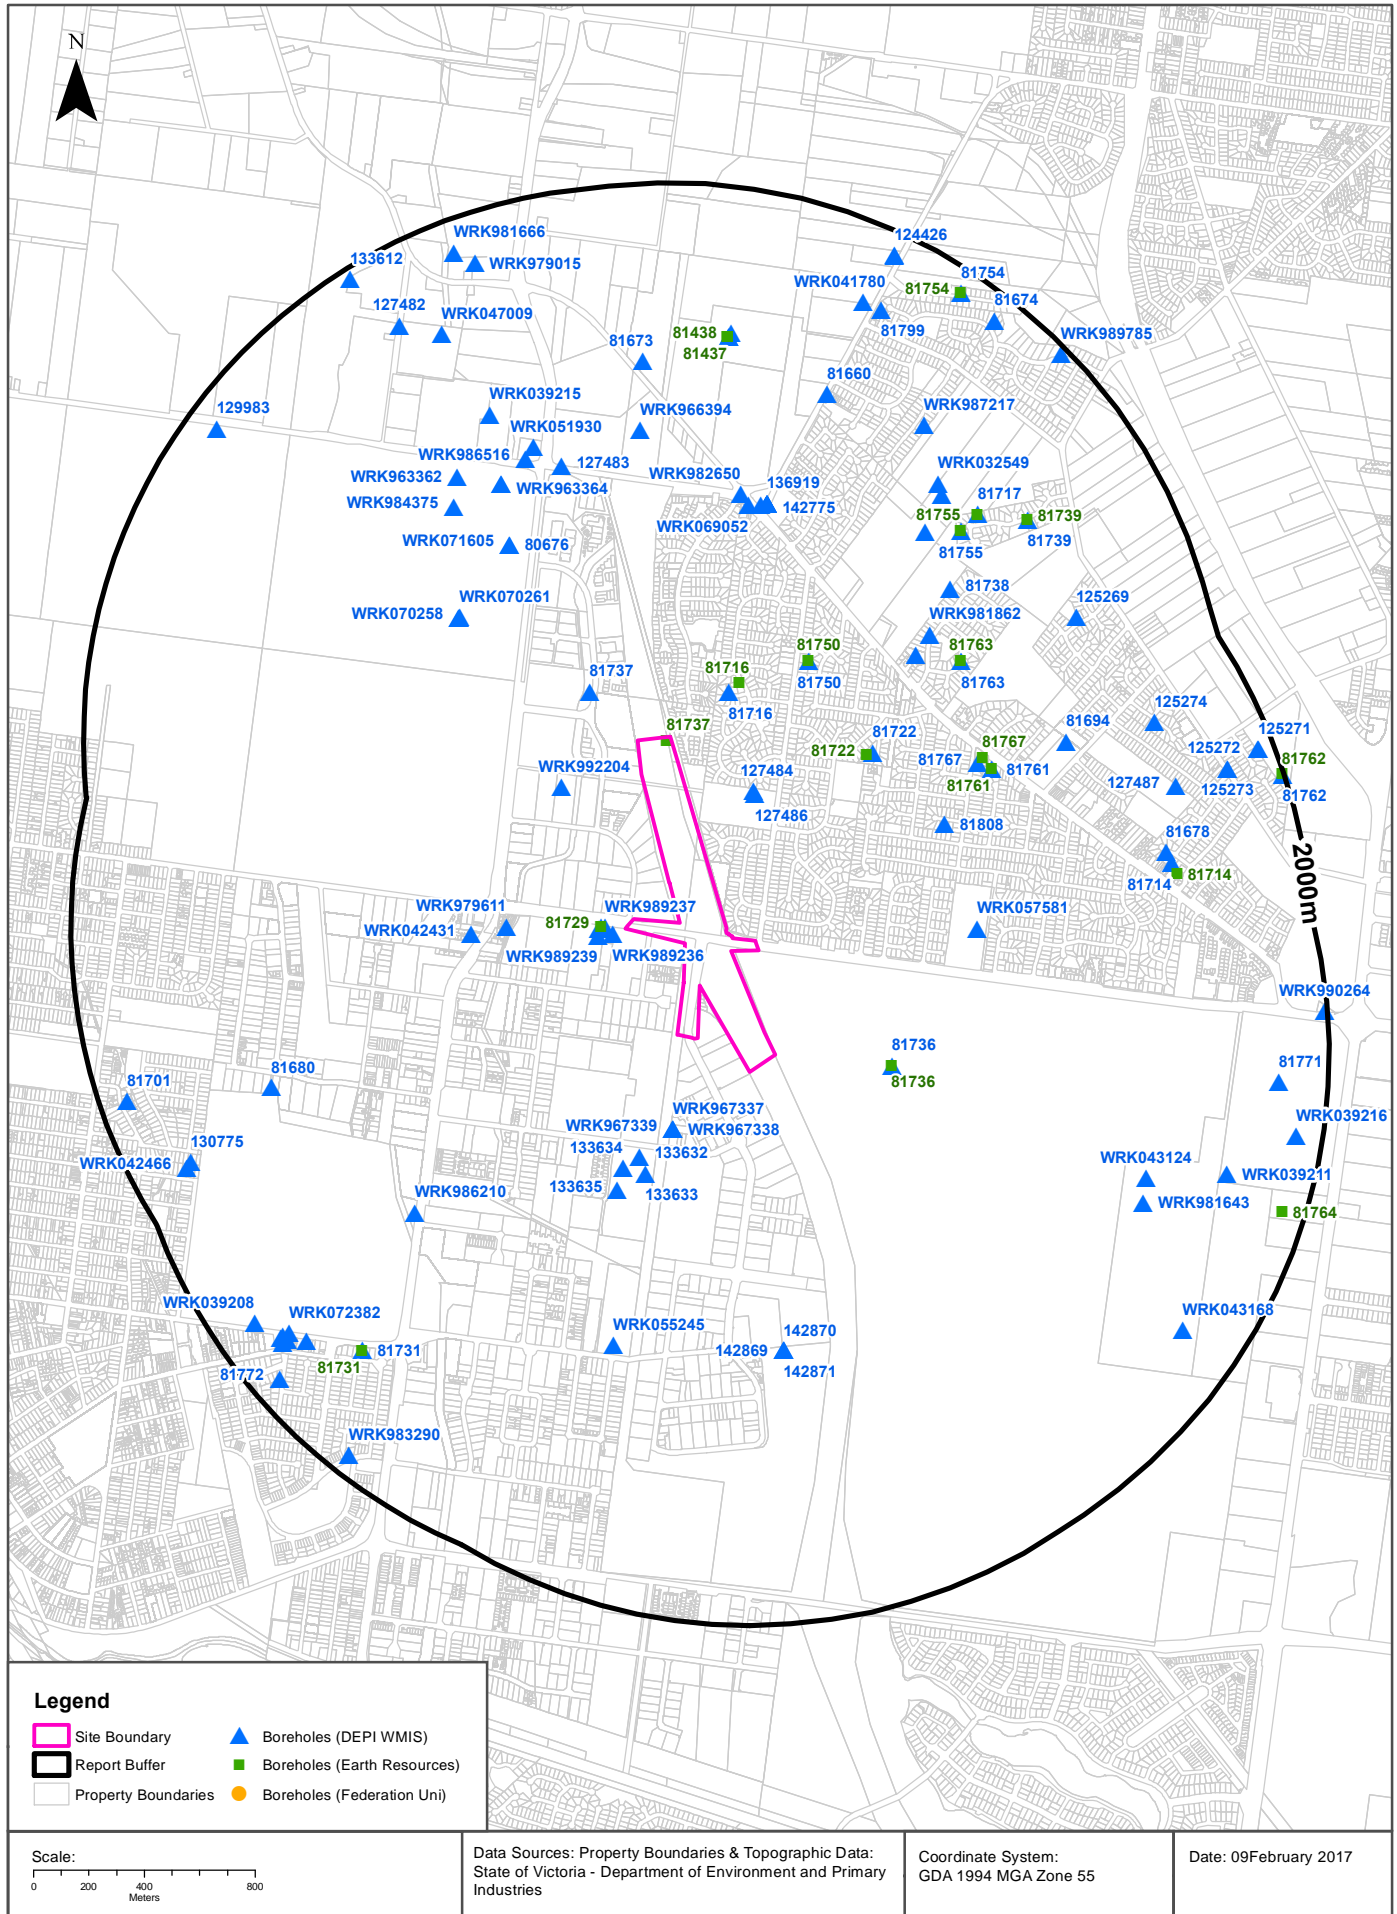 N
WRK981666
124426
133612
WRK979015
81754
WRK041780
81754
81674
127482
WRK047009
81438
81799
WRK989785
81673
81437
81660
WRK039215
129983
WRK966394
WRK987217
WRK051930
WRK986516
127483
WRK982650
WRK032549
WRK963362
136919
WRK963364
81717
WRK984375
142775
81755
81739
WRK069052
81739
WRK071605
80676
81755
81738
WRK070261
125269
WRK070258
WRK981862
81750
81763
81716
81737
81750
81763
81716
125274
81737
81722
81694
125271
81722
81767
125272
81767
81762
WRK992204
127484
81761
81761
127487
125273
81762
127486
81808
81678
2000m
81714
81714
WRK979611
WRK989237
WRK057581
81729
WRK042431
WRK989239
WRK989236
WRK990264
81736
81680
81771
81701
81736
WRK967337
WRK967339
WRK967338
WRK039216
130775
133634
133632
WRK042466
WRK043124
WRK039211
133635
133633
WRK986210
WRK981643
81764
WRK039208
WRK072382
WRK055245
142870
WRK043168
142869
81731
81731
81772
142871
WRK983290
Legend
Site Boundary
Boreholes (DEPI WMIS)
Report Buffer
Boreholes (Earth Resources)
Property Boundaries
Boreholes (Federation Uni)
Scale:
0 200 400 800
Meters
Data Sources: Property Boundaries & Topographic Data:
State of Victoria - Department of Environment and Primary
Industries
Coordinate System:
GDA 1994 MGA Zone 55
Date: 09February 2017